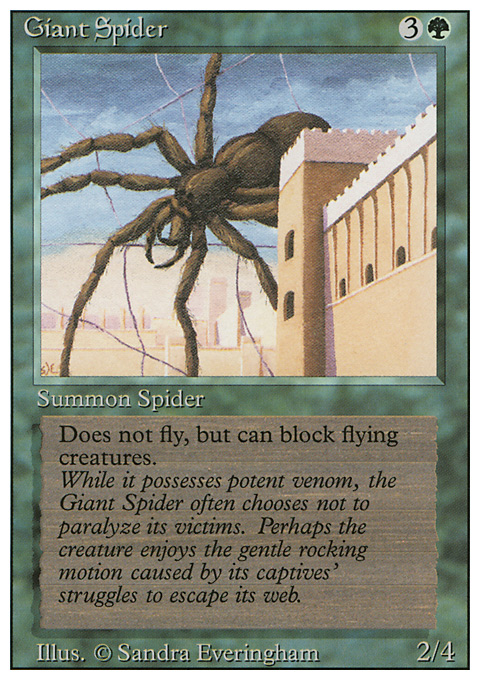 Giant Spider 3
Summon Spider
Does not fly, but can block flying
creatures.
While it possesses potent venom, the
Giant Spider often chooses not to
paralyze its victims. Perhaps the
creature enjoys the gentle rocking
motion caused by its captives’
struggles to escape its web.
Illus. © Sandra Everingham 2/4